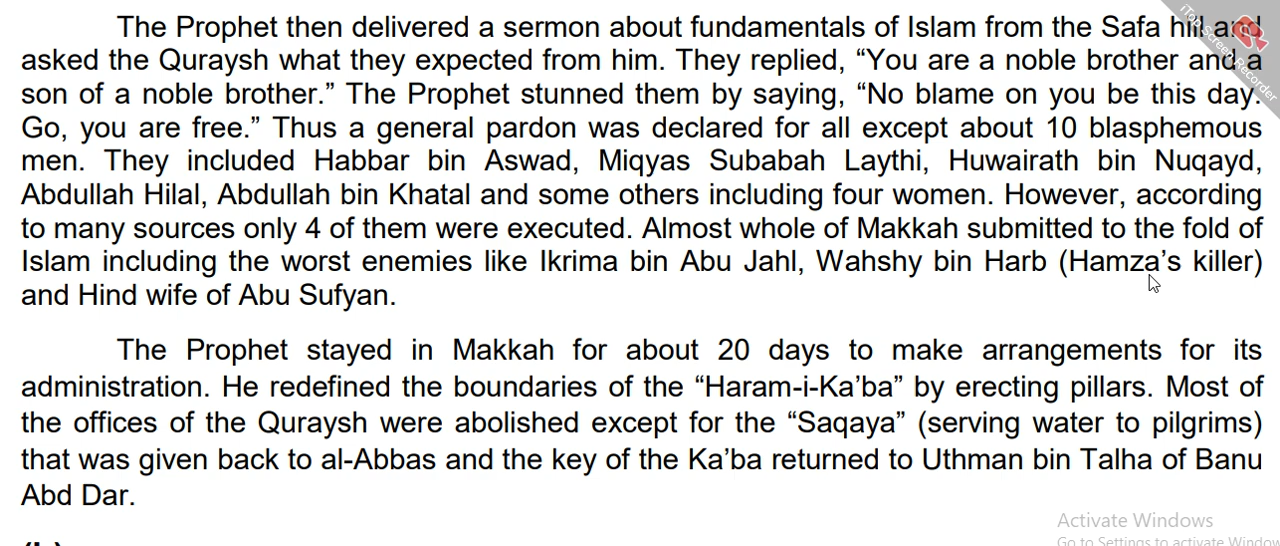 The Prophet then delivered a sermon about fundamentals of Islam from the Safa hill and
asked the Quraysh what they expected from him. They replied, “You are a noble brother and a
son of a noble brother.” The Prophet stunned them by saying, “No blame on you be this day.
Go, you are free.” Thus a general pardon was declared for all except about 10 blasphemous
men. They included Habbar bin Aswad, Miqyas Subabah Laythi, Huwairath bin Nuqayd,
Abdullah Hilal, Abdullah bin Khatal and some others including four women. However, according
to many sources only 4 of them were executed. Almost whole of Makkah submitted to the fold of
Islam including the worst enemies like Ikrima bin Abu Jahl, Wahshy bin Harb (Hamza’s killer)
and Hind wife of Abu Sufyan.
The Prophet stayed in Makkah for about 20 days to make arrangements for its
administration. He redefined the boundaries of the “Haram-i-Ka’ba” by erecting pillars. Most of
the offices of the Quraysh were abolished except for the “Saqaya” (serving water to pilgrims)
that was given back to al-Abbas and the key of the Ka’ba returned to Uthman bin Talha of Banu
Abd Dar.
iTop Screen Recorder
Activate Windows
Go to Settings to activate Window